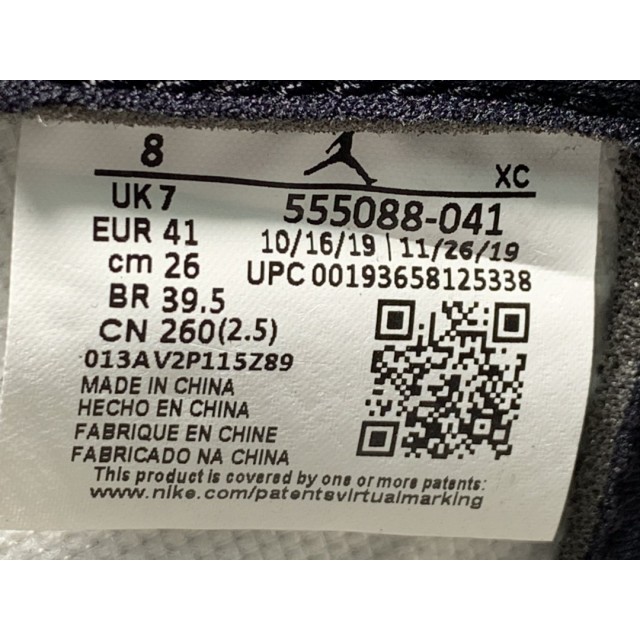 8
XC
UK 7
555088-041
EUR 41
10/16/19 | 11/26/19
cm 26
UPC 00193658125338
BR 39.5
CN 260(2.5)
013AV2P115Z89
MADE IN CHINA
HECHO EN CHINA
FABRIQUE EN CHINE
FABRICADO NA CHINA
This product is covered by one or more patents:
www.nike.com/patentsvirtualmarking